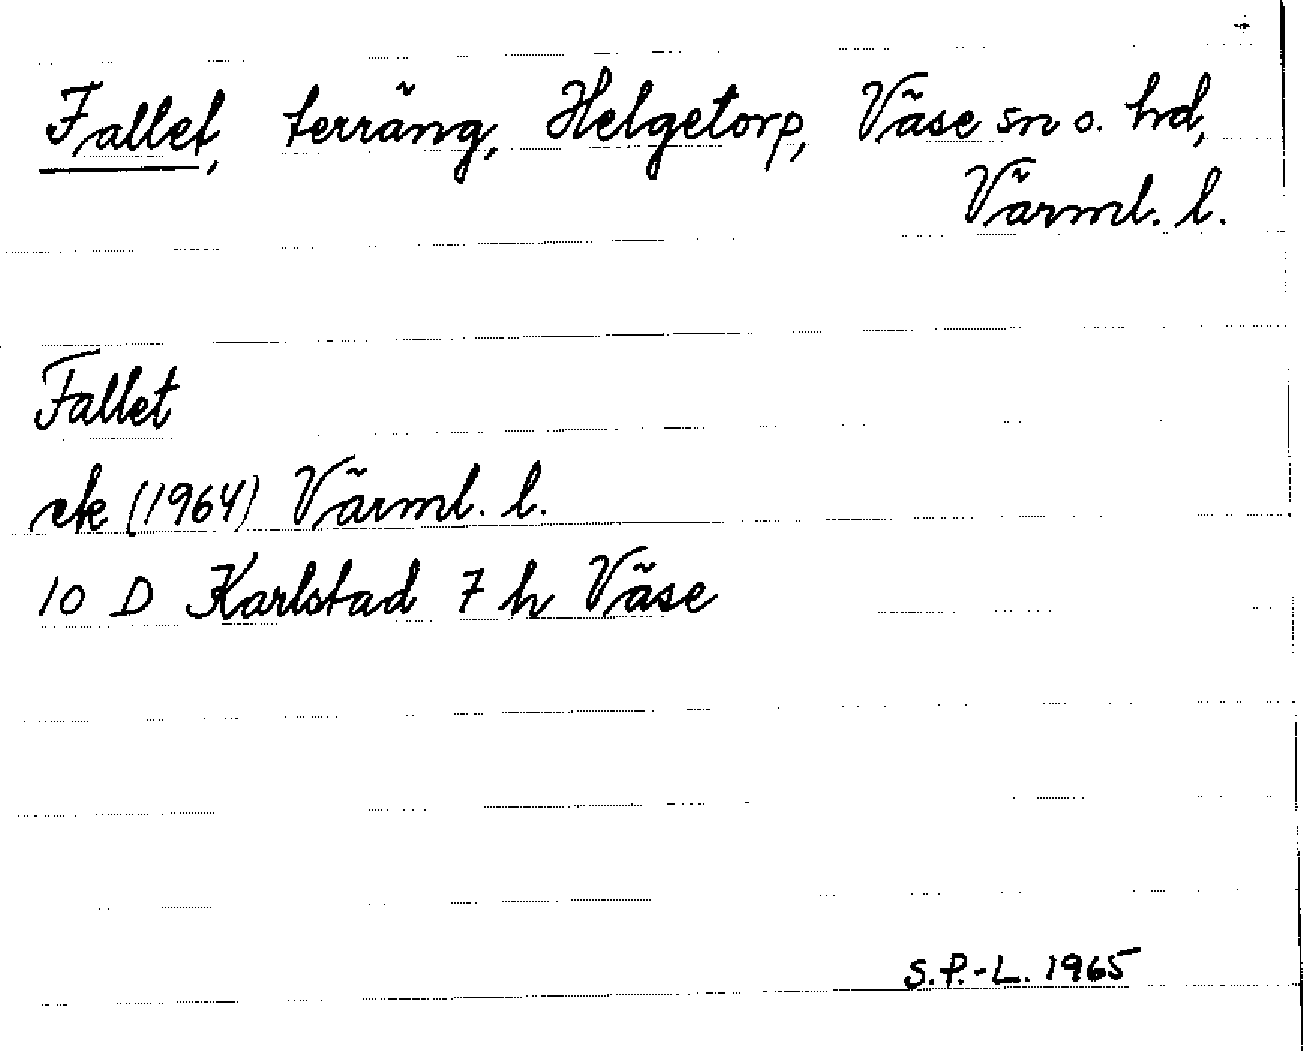 Fallet, terräng, Helgetorp, Väse sn o. hd,
Värml. l.
Fallet
ek (1964) Värml. l.
10 D Karlstad 7 h Väse
S.P.-L. 1965